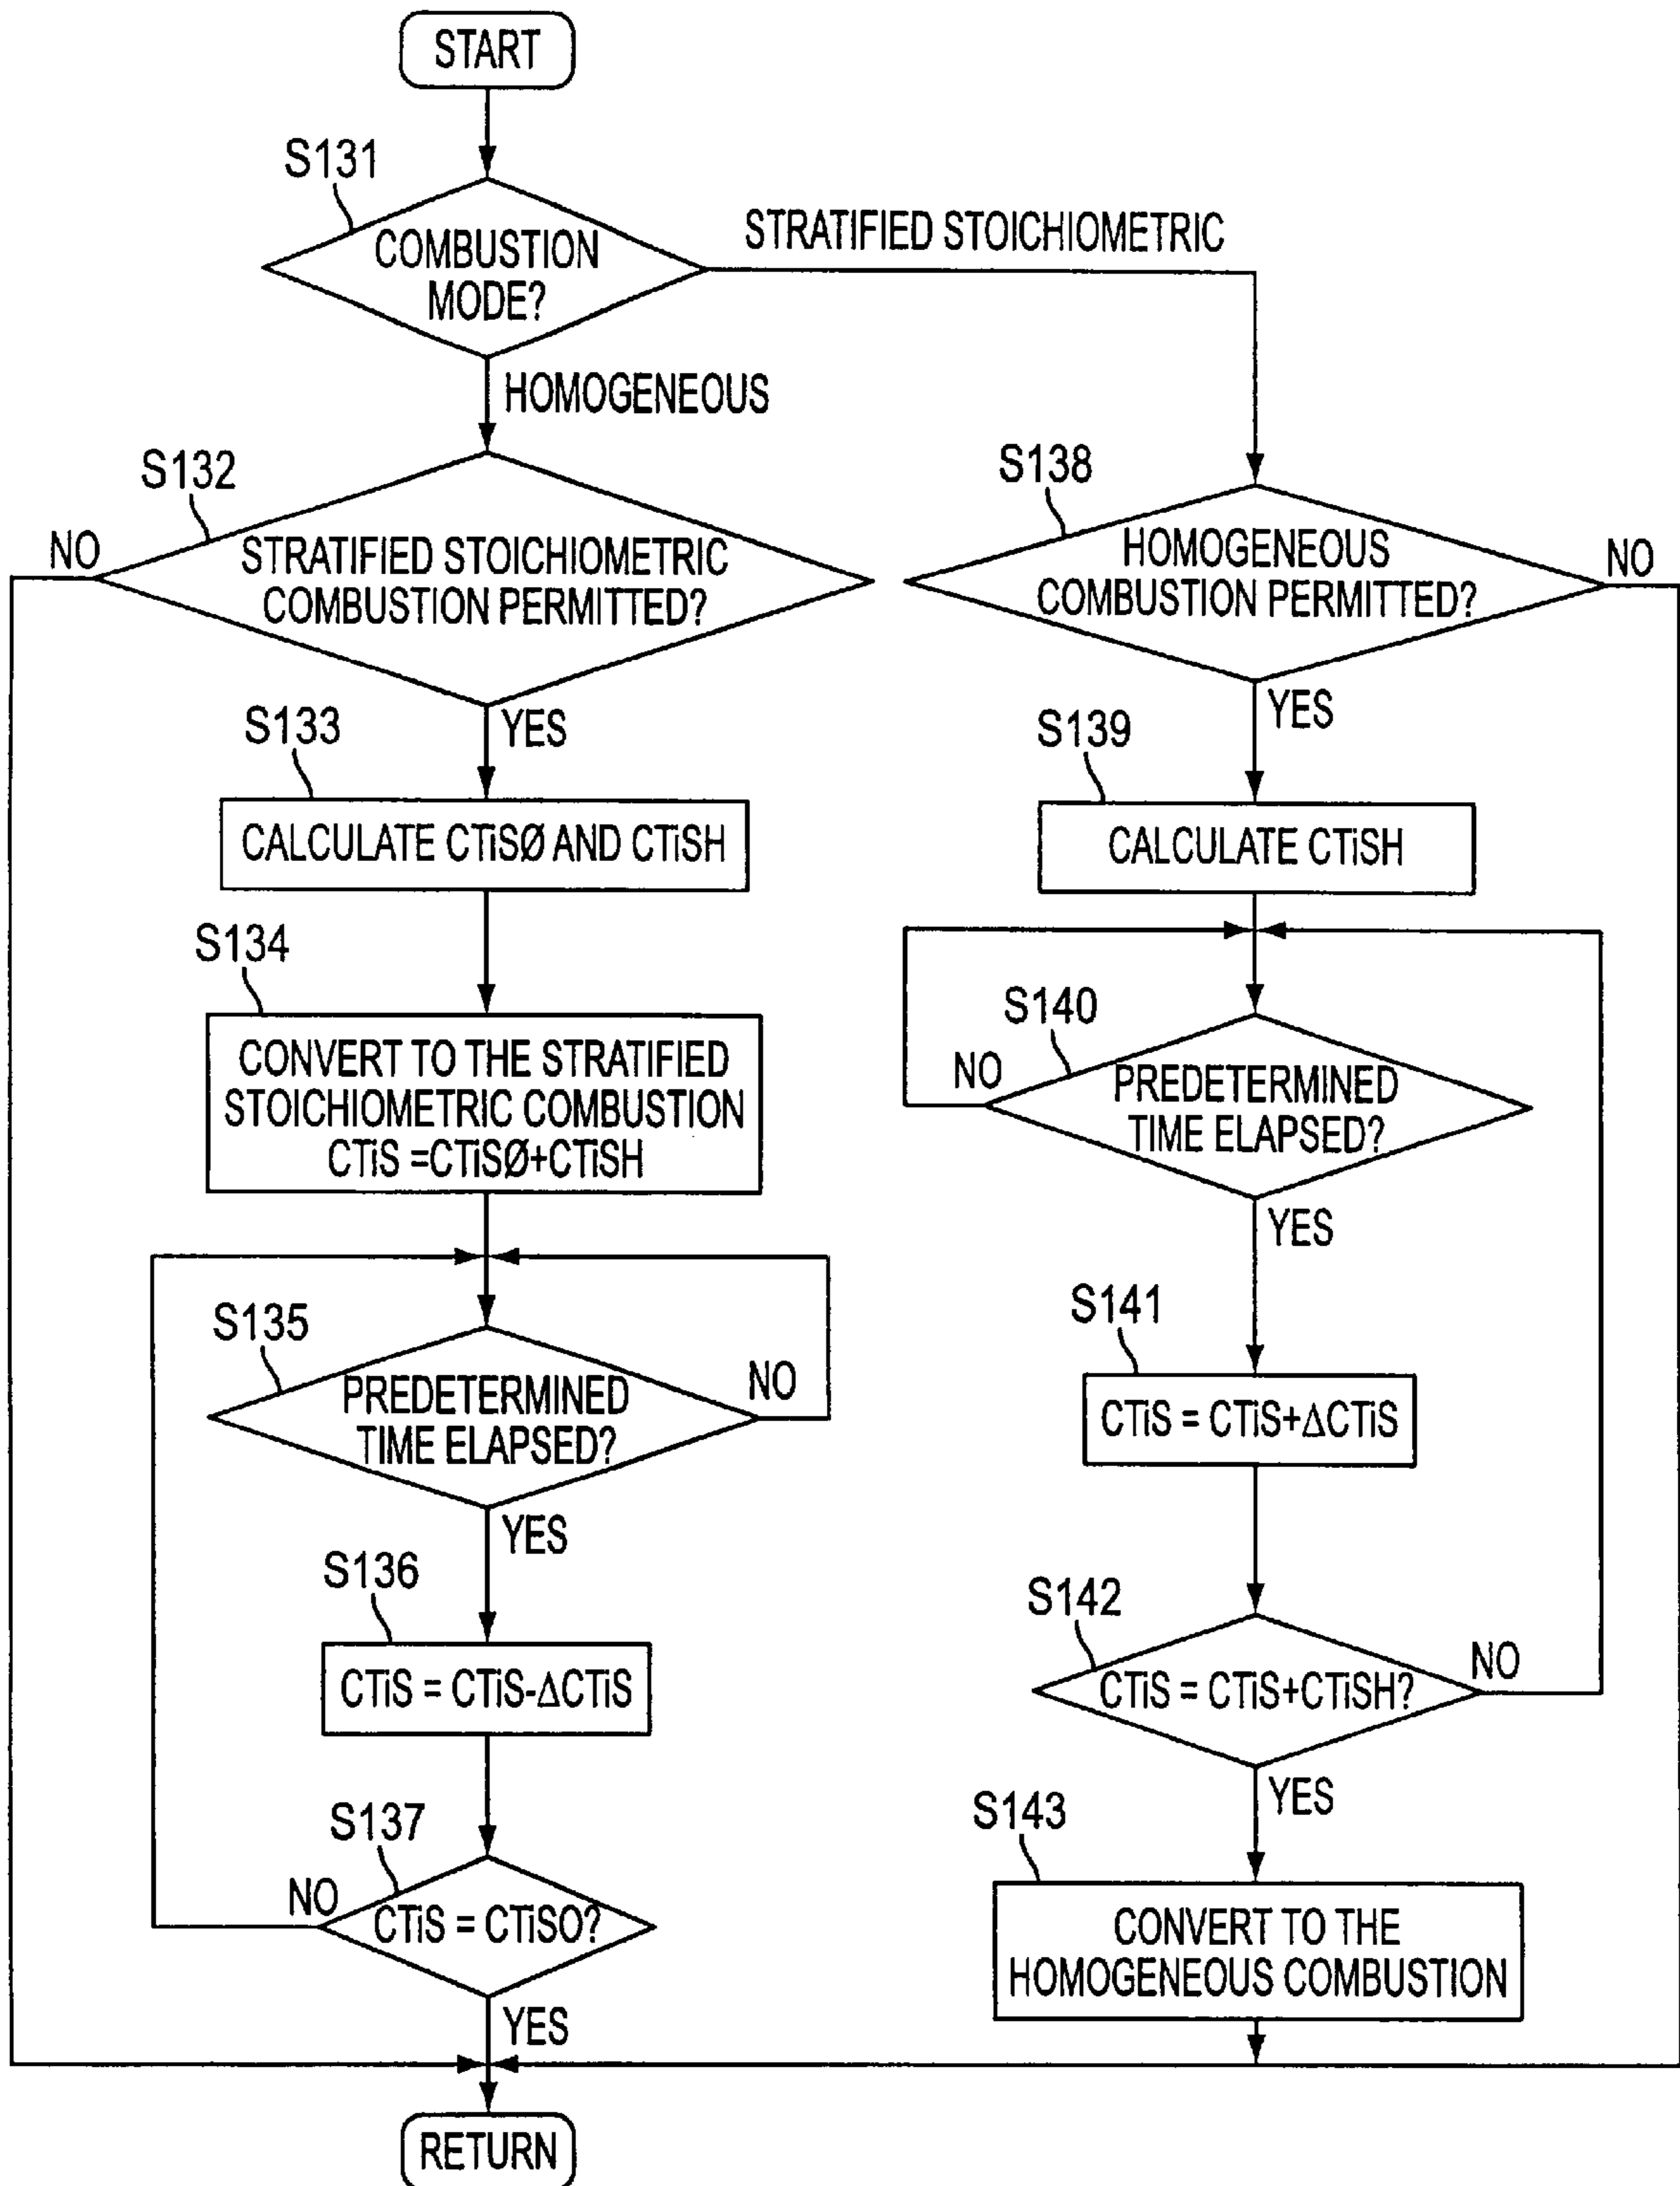 START
S131
COMBUSTION
MODE?
STRATIFIED STOICHIOMETRIC
HOMOGENEOUS
S132
NO
STRATIFIED STOICHIOMETRIC
COMBUSTION PERMITTED?
YES
S133
CALCULATE CTiSØ AND CTiSH
S134
CONVERT TO THE STRATIFIED
STOICHIOMETRIC COMBUSTION
CTiS =CTiSØ+CTiSH
S135
PREDETERMINED
TIME ELAPSED?
NO
YES
S136
CTiS = CTiS-ΔCTiS
S137
NO
CTiS = CTiSO?
YES
S138
HOMOGENEOUS
COMBUSTION PERMITTED?
NO
YES
S139
CALCULATE CTiSH
S140
NO
PREDETERMINED
TIME ELAPSED?
YES
S141
CTiS = CTiS+ΔCTiS
S142
CTiS = CTiS+CTiSH?
NO
YES
S143
CONVERT TO THE
HOMOGENEOUS COMBUSTION
RETURN